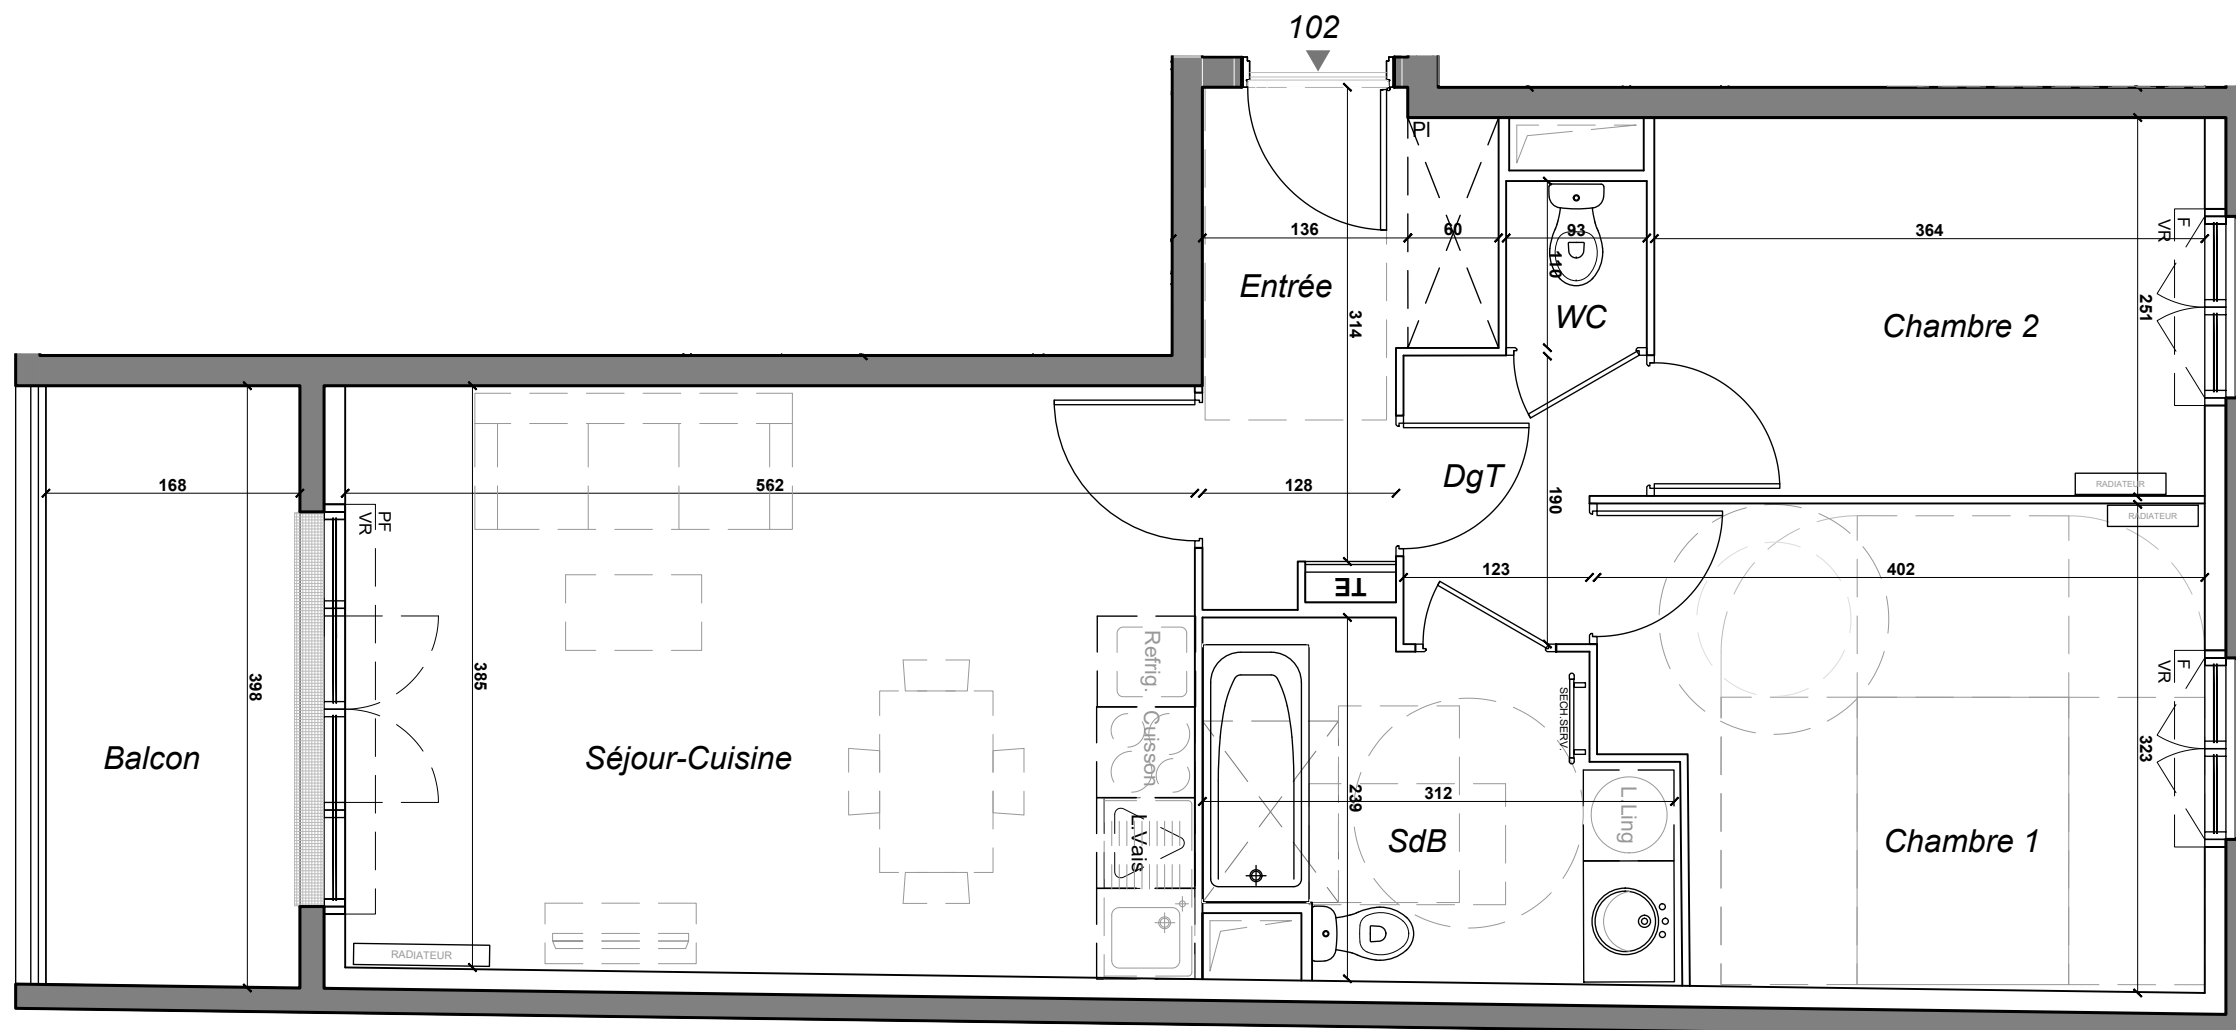 102
Pl
136
60
93
364
F
VR
110
Entrée
314
WC
251
Chambre 2
PF
VR
168
562
128
DgT
190
RADIATEUR
RADIATEUR
TE
123
402
Refrig.
385
398
F
VR
SECH.SERV.
Cuisson
323
Balcon
Séjour-Cuisine
239
312
L.Ling
L.Vais
SdB
Chambre 1
RADIATEUR